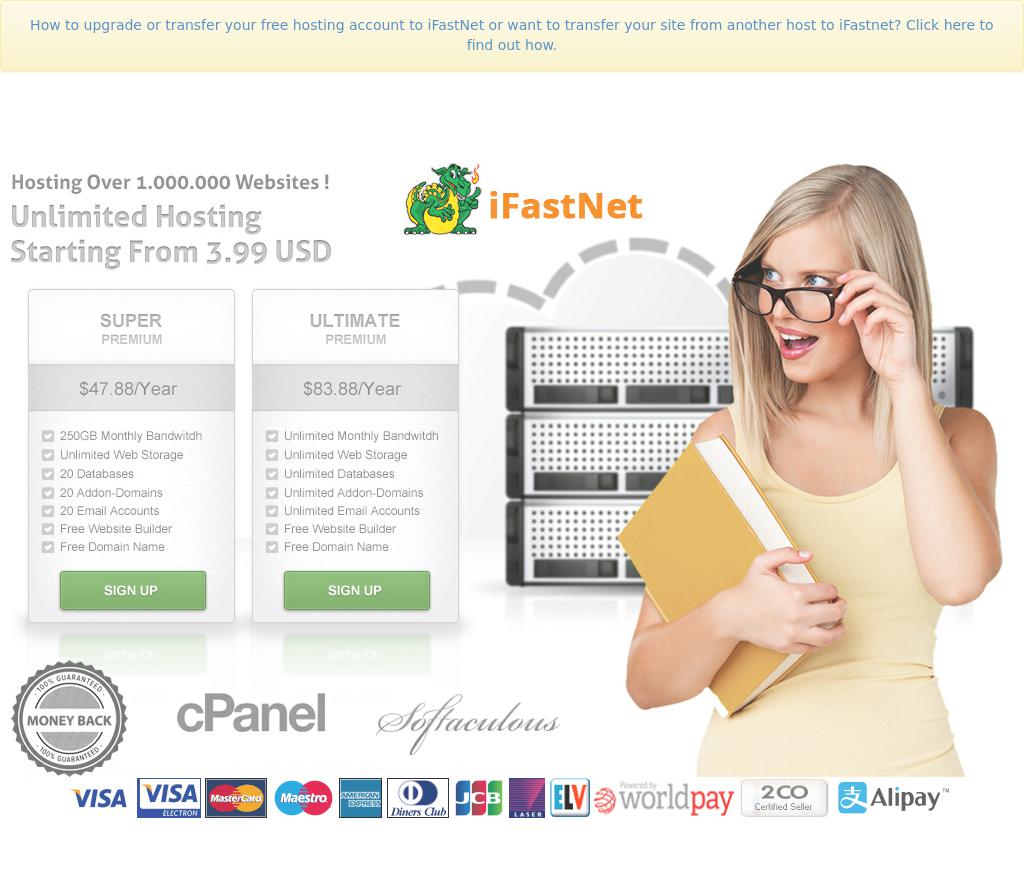 How to upgrade or transfer your free hosting account to iFastNet or want to transfer your site from another host to iFastnet? Click here to
find out how.
Hosting Over 1.000.000 Websites !
Unlimited Hosting
Starting From 3.99 USD
iFastNet
SUPER
PREMIUM
$47.88/Year
250GB Monthly Bandwitdh
Unlimited Web Storage
20 Databases
20 Addon-Domains
20 Email Accounts
Free Website Builder
Free Domain Name
SIGN UP
ULTIMATE
PREMIUM
$83.88/Year
Unlimited Monthly Bandwitdh
Unlimited Web Storage
Unlimited Databases
Unlimited Addon-Domains
Unlimited Email Accounts
Free Website Builder
Free Domain Name
SIGN UP
100% GUARANTEED
MONEY BACK
100% GUARANTEED
cPanel
Softaculous
VISA
VISA
ELECTRON
MasterCard
Maestro
AMERICAN
EXPRESS
Diners Club
JCB
LASER
ELV
Powered by
worldpay
2CO
Certified Seller
支
Alipay™